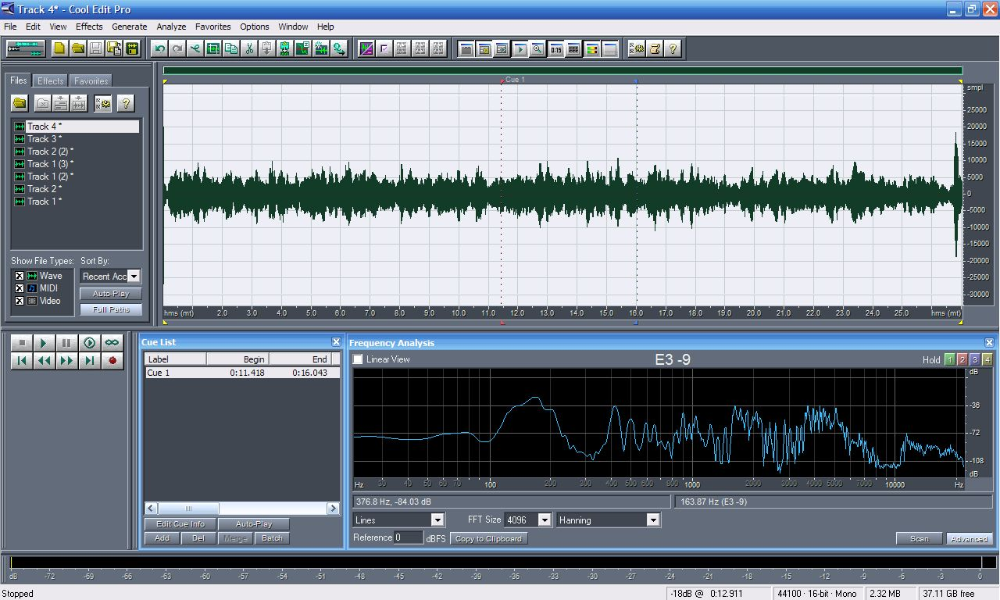 Track 4* - Cool Edit Pro
File Edit View Effects Generate Analyze Favorites Options Window Help
Files Effects Favorites
Track 4 *
Track 3 *
Track 2 (2) *
Track 1 (3) *
Track 1 (2) *
Track 2 *
Track 1 *
Show File Types: Sort By:
Wave Recent Acc
MIDI Auto-Play
Video Full Paths
Cue 1
smpl
25000
20000
15000
10000
5000
0
-5000
-10000
-15000
-20000
-25000
-30000
hms (mt) 2.0 3.0 4.0 5.0 6.0 7.0 8.0 9.0 10.0 11.0 12.0 13.0 14.0 15.0 16.0 17.0 18.0 19.0 20.0 21.0 22.0 23.0 24.0 25.0 hms (mt)
Cue List
Label Begin End
Cue 1 0:11.418 0:16.043
Edit Cue Info Auto-Play
Add Del Merge Batch
Frequency Analysis
Linear View E3 -9 Hold 1 2 3 4
dB
-36
-72
-108
dB
Hz 30 40 50 60 70 100 200 300 400 500 600 800 1000 2000 3000 4000 5000 6000 10000 Hz
376.8 Hz, -84.03 dB 163.87 Hz (E3 -9)
Lines FFT Size 4096 Hanning
Reference 0 dBFS Copy to Clipboard Scan Advanced
dB -72 -69 -66 -63 -60 -57 -54 -51 -48 -45 -42 -39 -36 -33 -30 -27 -24 -21 -18 -15 -12 -9 -6 -3 0
Stopped -18dB @ 0:12.911 44100 · 16-bit · Mono 2.32 MB 37.11 GB free